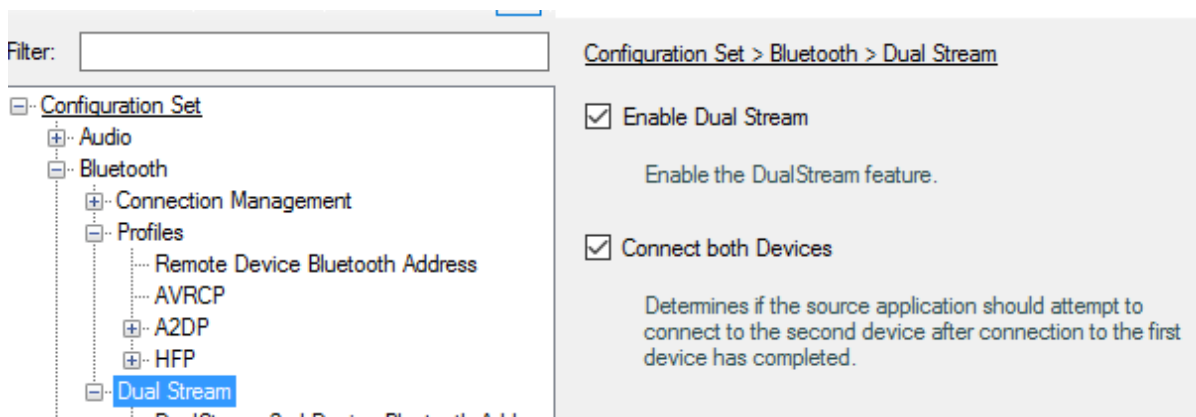 Filter:
Configuration Set
Audio
Bluetooth
Connection Management
Profiles
Remote Device Bluetooth Address
AVRCP
A2DP
HFP
Dual Stream
Configuration Set > Bluetooth > Dual Stream
Enable Dual Stream
Enable the DualStream feature.
Connect both Devices
Determines if the source application should attempt to
connect to the second device after connection to the first
device has completed.